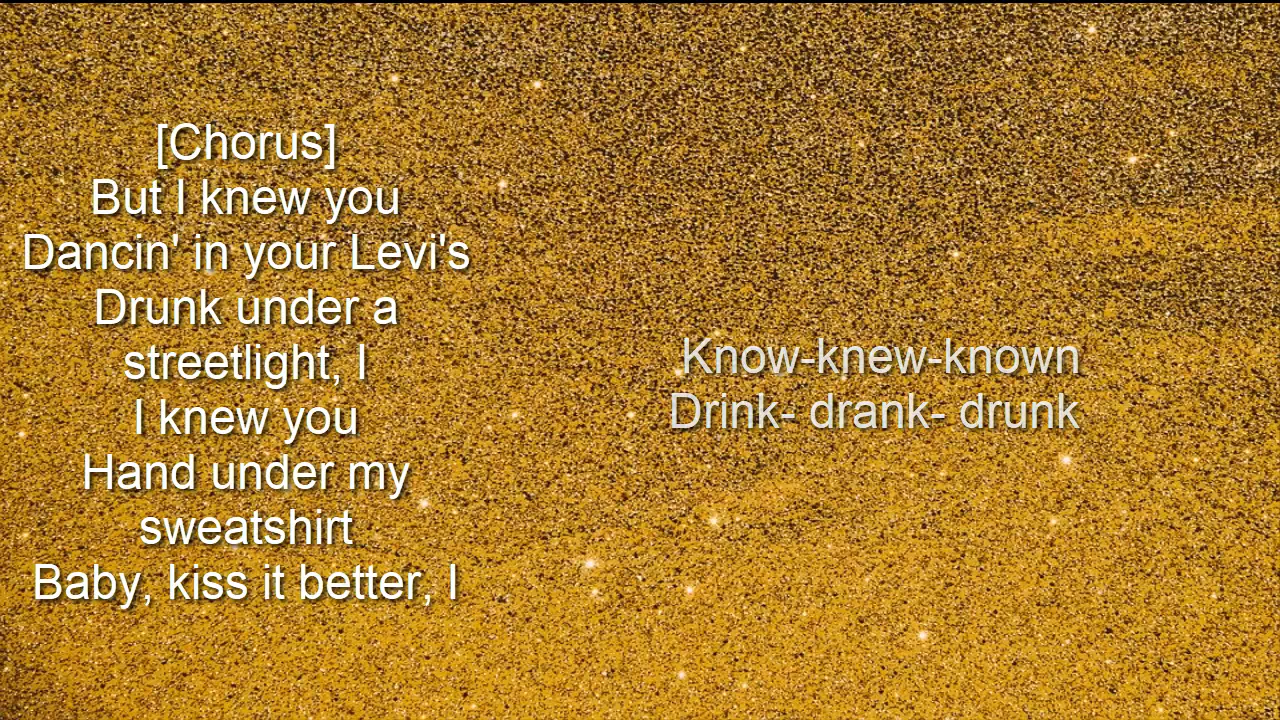 [Chorus]
But I knew you
Dancin' in your Levi's
Drunk under a
streetlight, I
I knew you
Hand under my
sweatshirt
Baby, kiss it better, I
Know-knew-known
Drink- drank- drunk